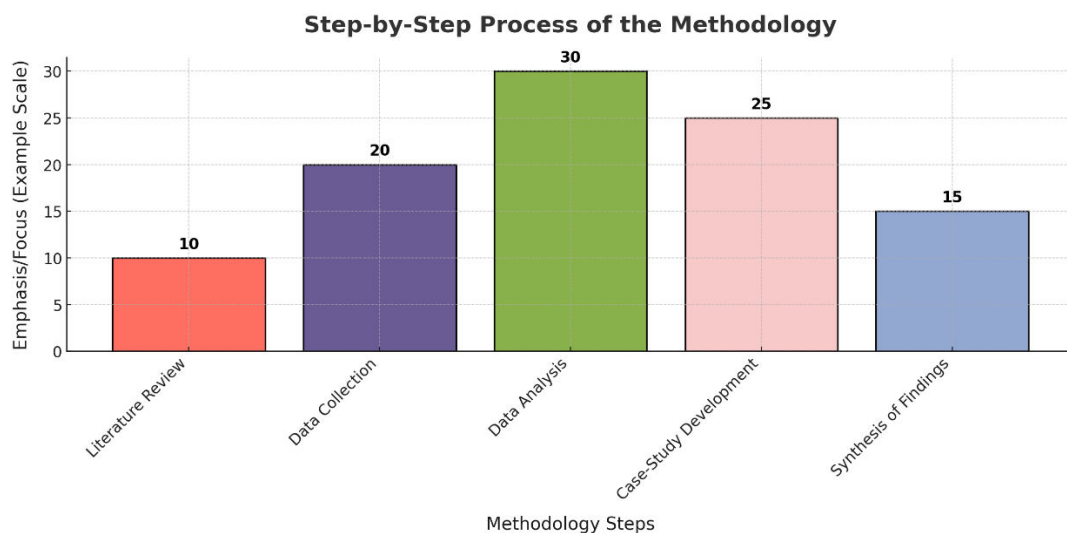 Step-by-Step Process of the Methodology
Emphasis/Focus (Example Scale)
30
25
20
15
10
5
0
10
20
30
25
15
Literature Review
Data Collection
Data Analysis
Case-Study Development
Synthesis of Findings
Methodology Steps